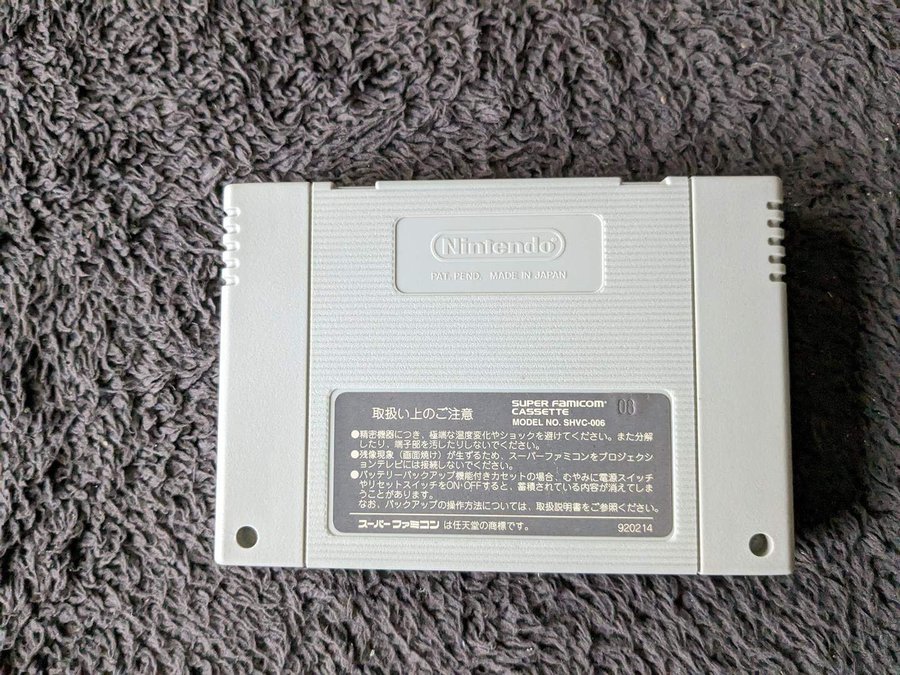 Nintendo®
PAT. PEND. MADE IN JAPAN
取扱い上のご注意
SUPER FAMICOM®
CASSETTE
MODEL NO. SHVC-006
●精密機器につき、極端な温度変化やショックを避けてください。また分解
したり、端子部を汚したりしないでください。
●残像現象（画面焼け）が生ずるため、スーパーファミコンをプロジェクショ
ンテレビには接続しないでください。
●バッテリーバックアップ機能付きカセットの場合、むやみに電源スイッチ
やリセットスイッチをON・OFFすると、蓄積されている内容が消えてしま
うことがあります。
なお、バックアップの操作方法については、取扱説明書をご参照ください。
スーパーファミコン は任天堂の商標です。
920214